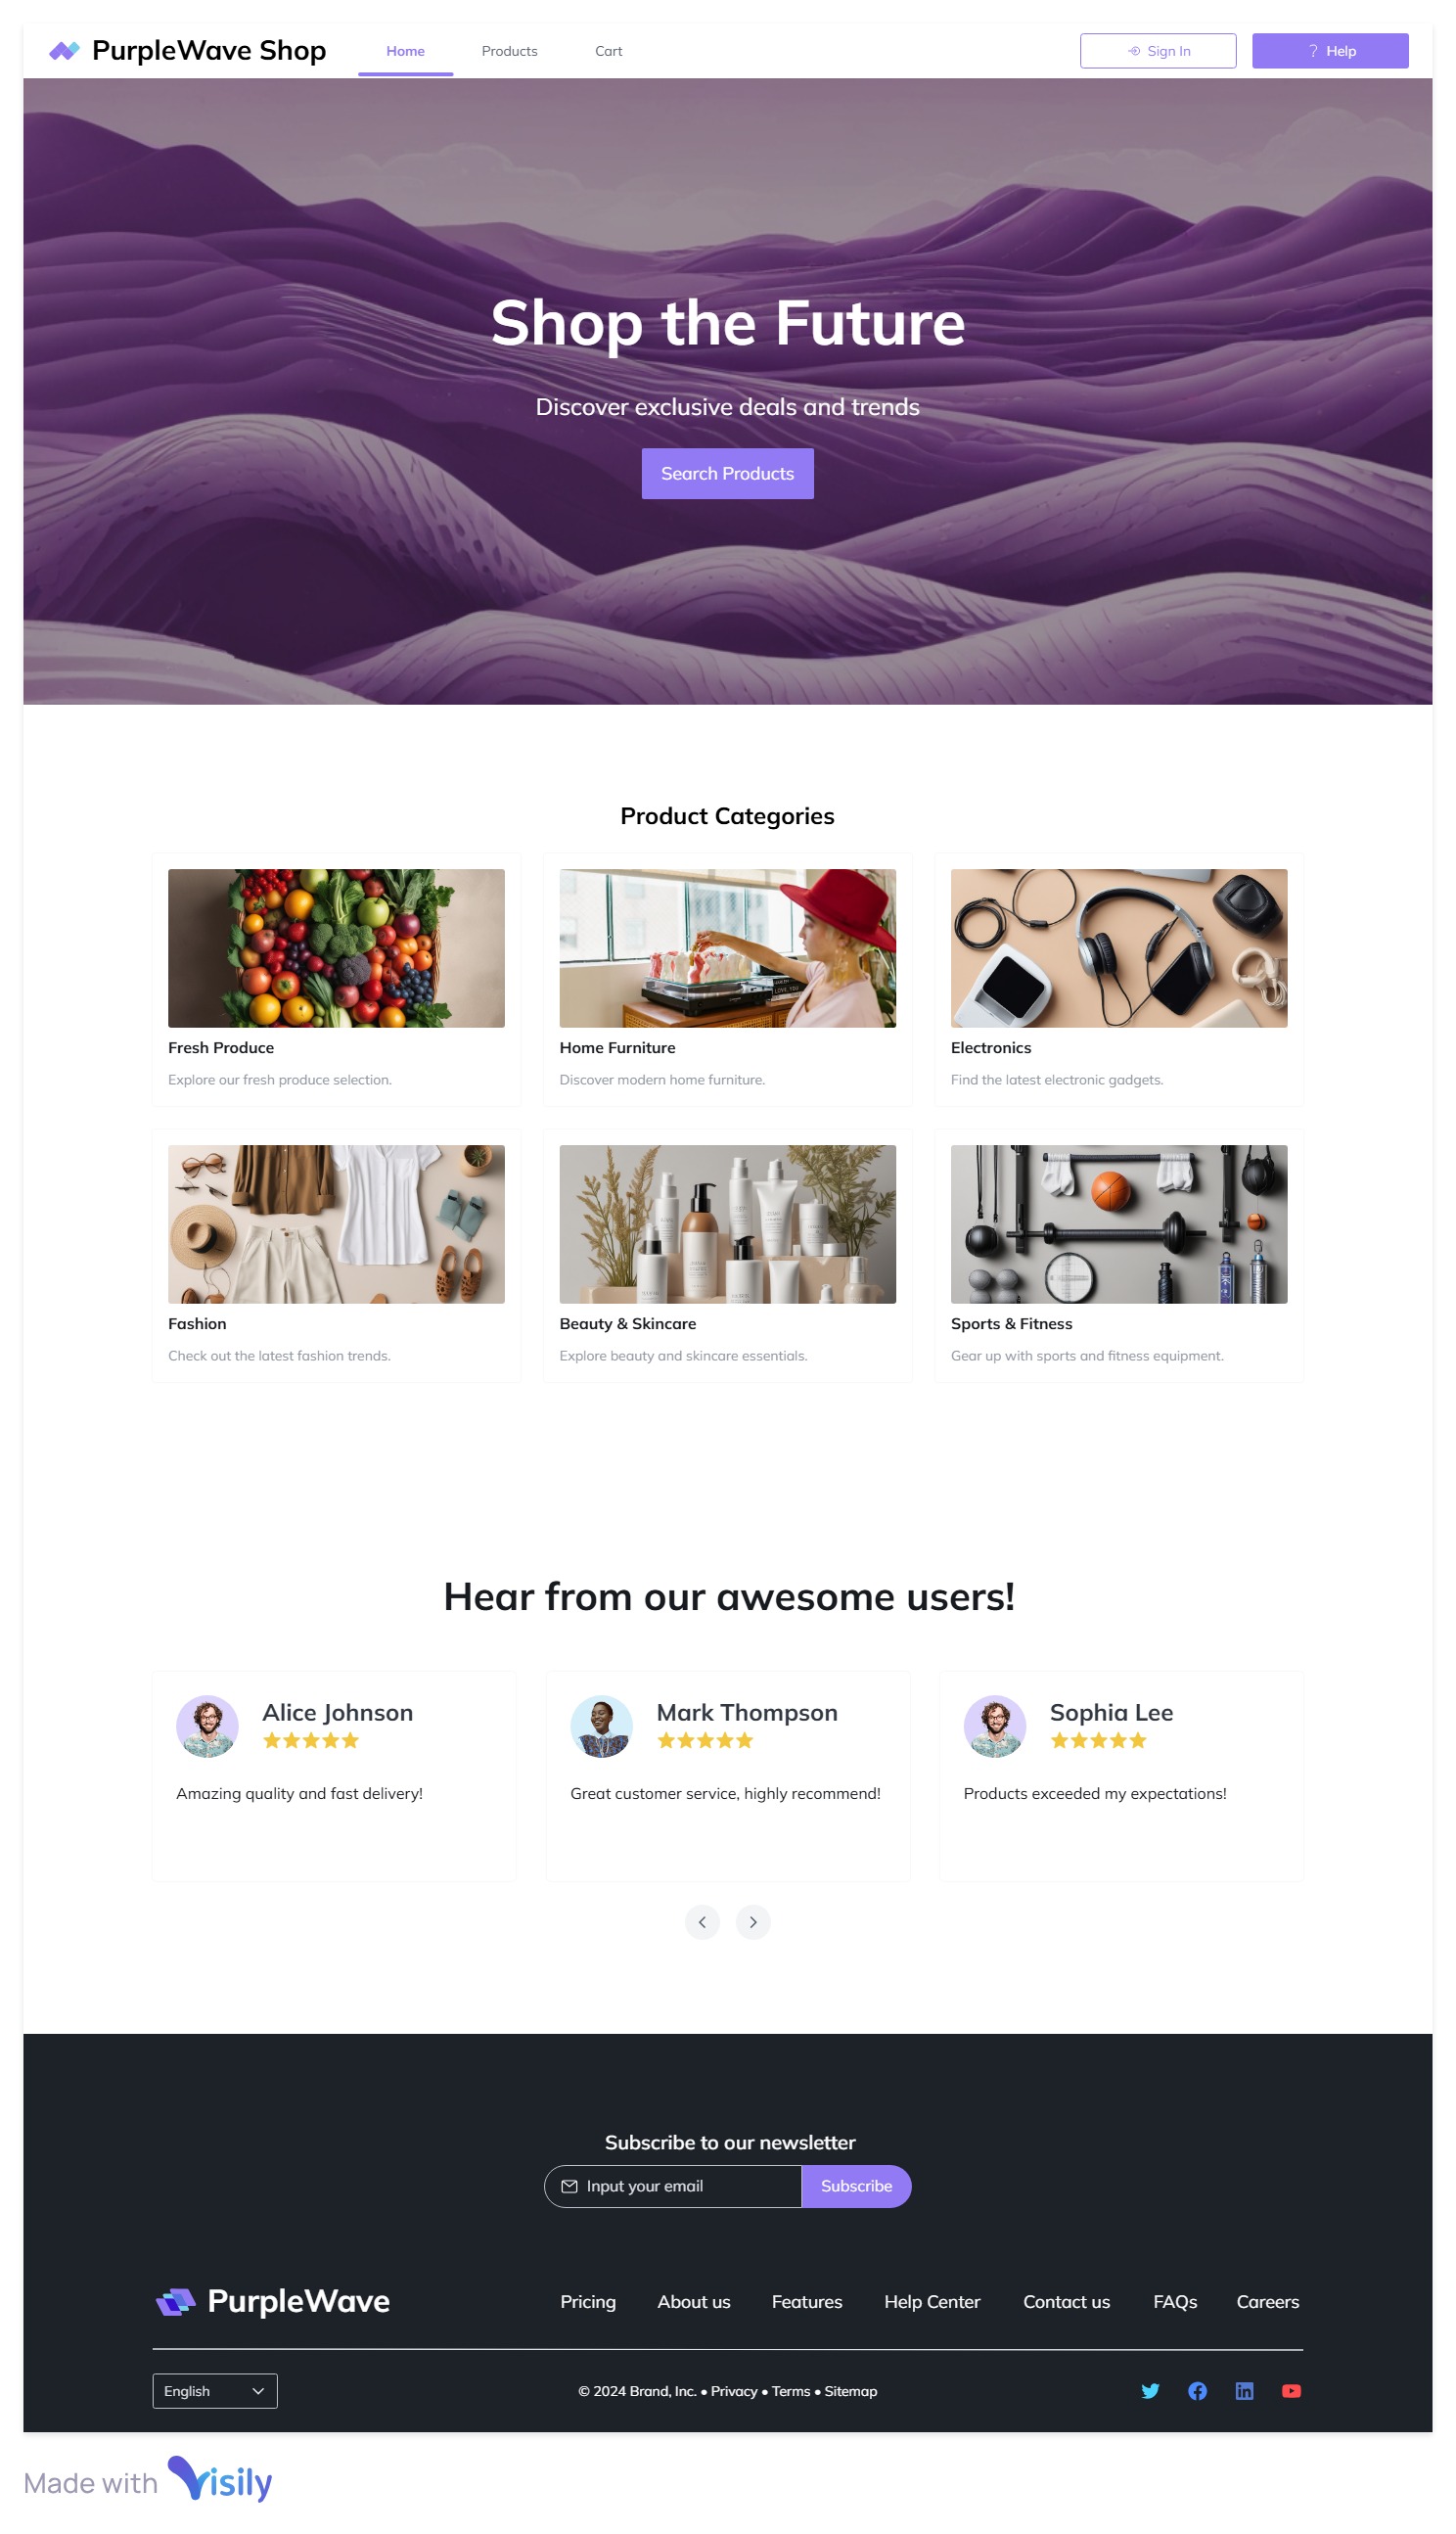 PurpleWave Shop
Home
Products
Cart
Sign In
? Help
Shop the Future
Discover exclusive deals and trends
Search Products
Product Categories
Fresh Produce
Explore our fresh produce selection.
Home Furniture
Discover modern home furniture.
Electronics
Find the latest electronic gadgets.
Fashion
Check out the latest fashion trends.
Beauty & Skincare
Explore beauty and skincare essentials.
Sports & Fitness
Gear up with sports and fitness equipment.
Hear from our awesome users!
Alice Johnson
Amazing quality and fast delivery!
Mark Thompson
Great customer service, highly recommend!
Sophia Lee
Products exceeded my expectations!
Subscribe to our newsletter
Input your email
Subscribe
PurpleWave
Pricing
About us
Features
Help Center
Contact us
FAQs
Careers
English
© 2024 Brand, Inc. • Privacy • Terms • Sitemap
Made with Visily